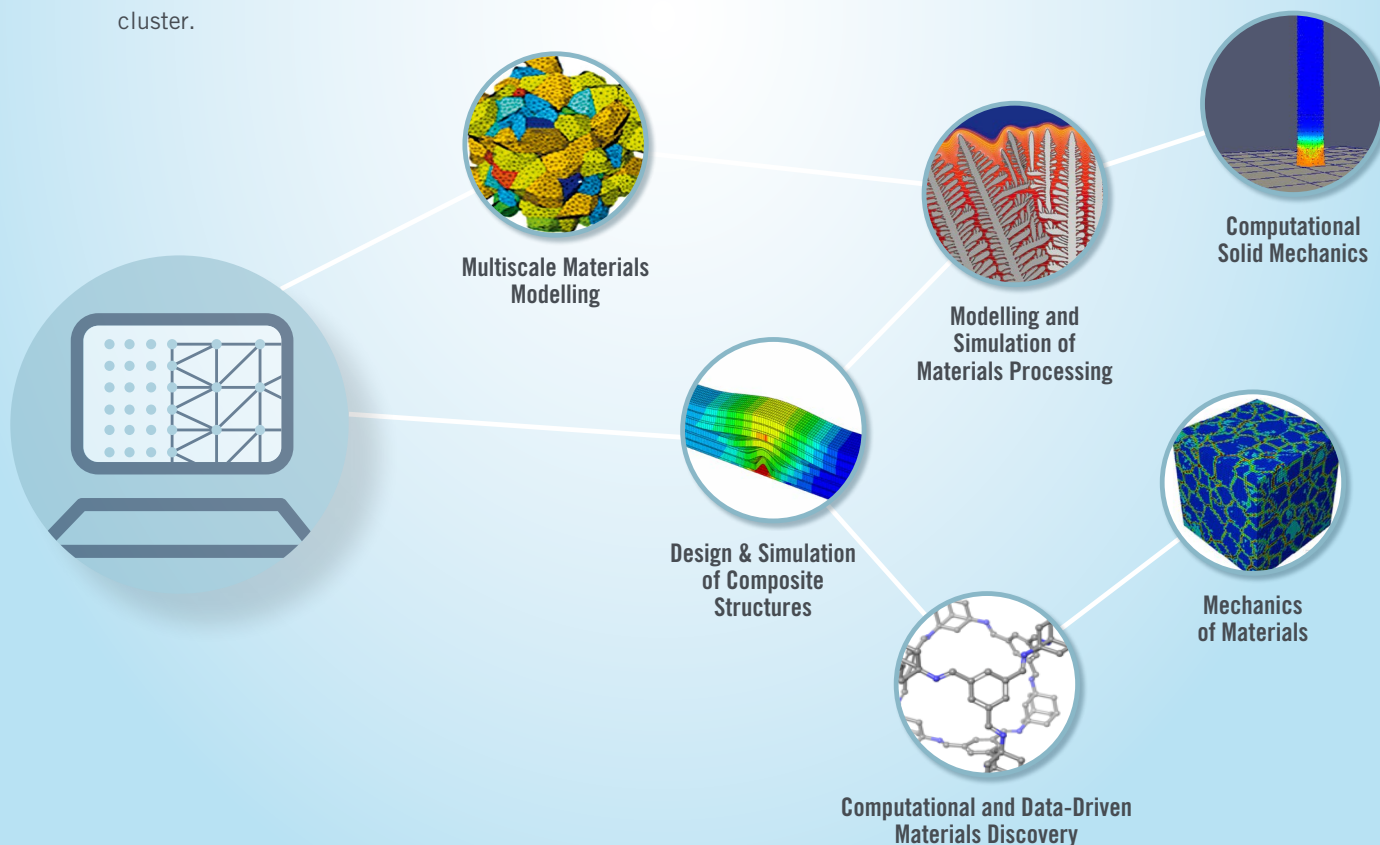 cluster.
Multiscale Materials
Modelling
Modelling and
Simulation of
Materials Processing
Computational
Solid Mechanics
Design & Simulation
of Composite
Structures
Mechanics
of Materials
Computational and Data-Driven
Materials Discovery